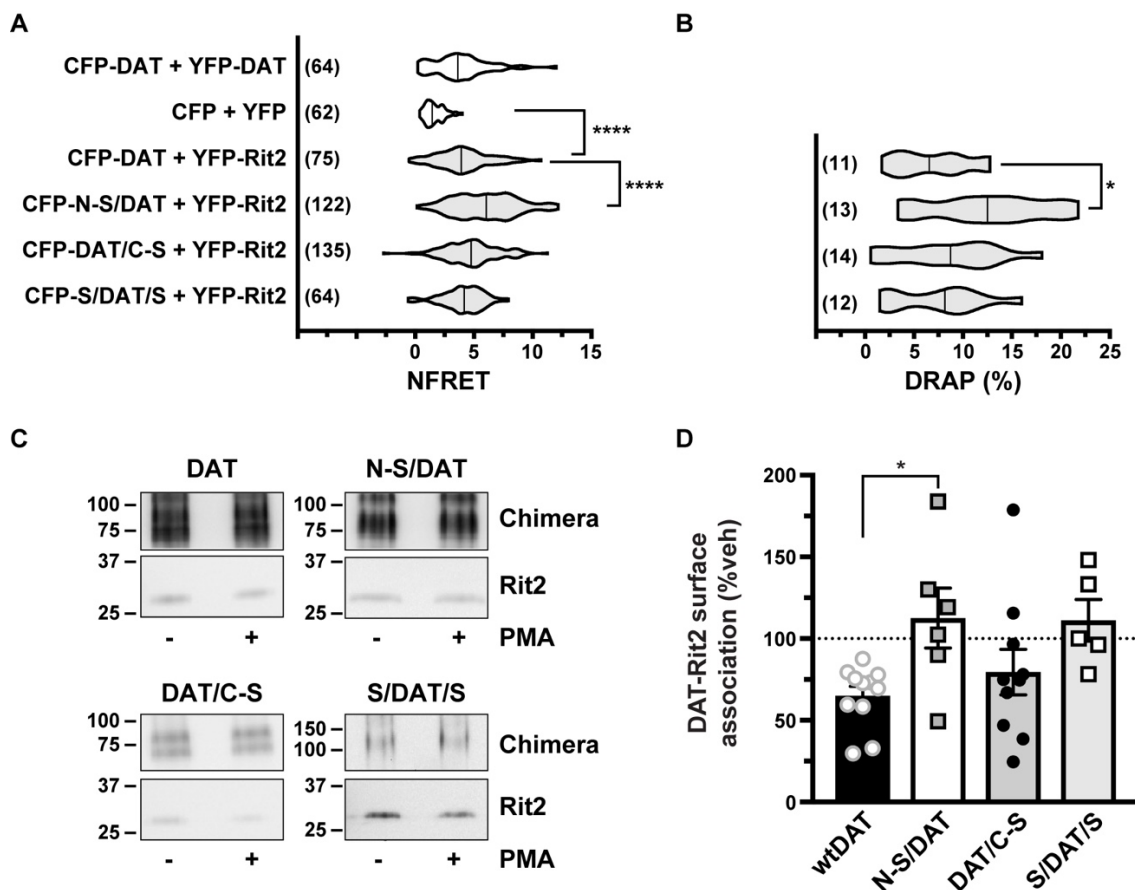 A
CFP-DAT + YFP-DAT (64)
CFP + YFP (62)
CFP-DAT + YFP-Rit2 (75)
CFP-N-S/DAT + YFP-Rit2 (122)
CFP-DAT/C-S + YFP-Rit2 (135)
CFP-S/DAT/S + YFP-Rit2 (64)
****
****
0 5 10 15
NFRET
B
(11)
(13)
(14)
(12)
*
0 5 10 15 20 25
DRAP (%)
C
DAT N-S/DAT
100 100
75 75
Chimera
37 37
25 25
Rit2
- + - + PMA
DAT/C-S S/DAT/S
100 150
75 100
Chimera
37 37
25 25
Rit2
- + - + PMA
D
DAT-Rit2 surface
association (%veh)
200
150
100
50
0
*
wtDAT
N-S/DAT
DAT/C-S
S/DAT/S